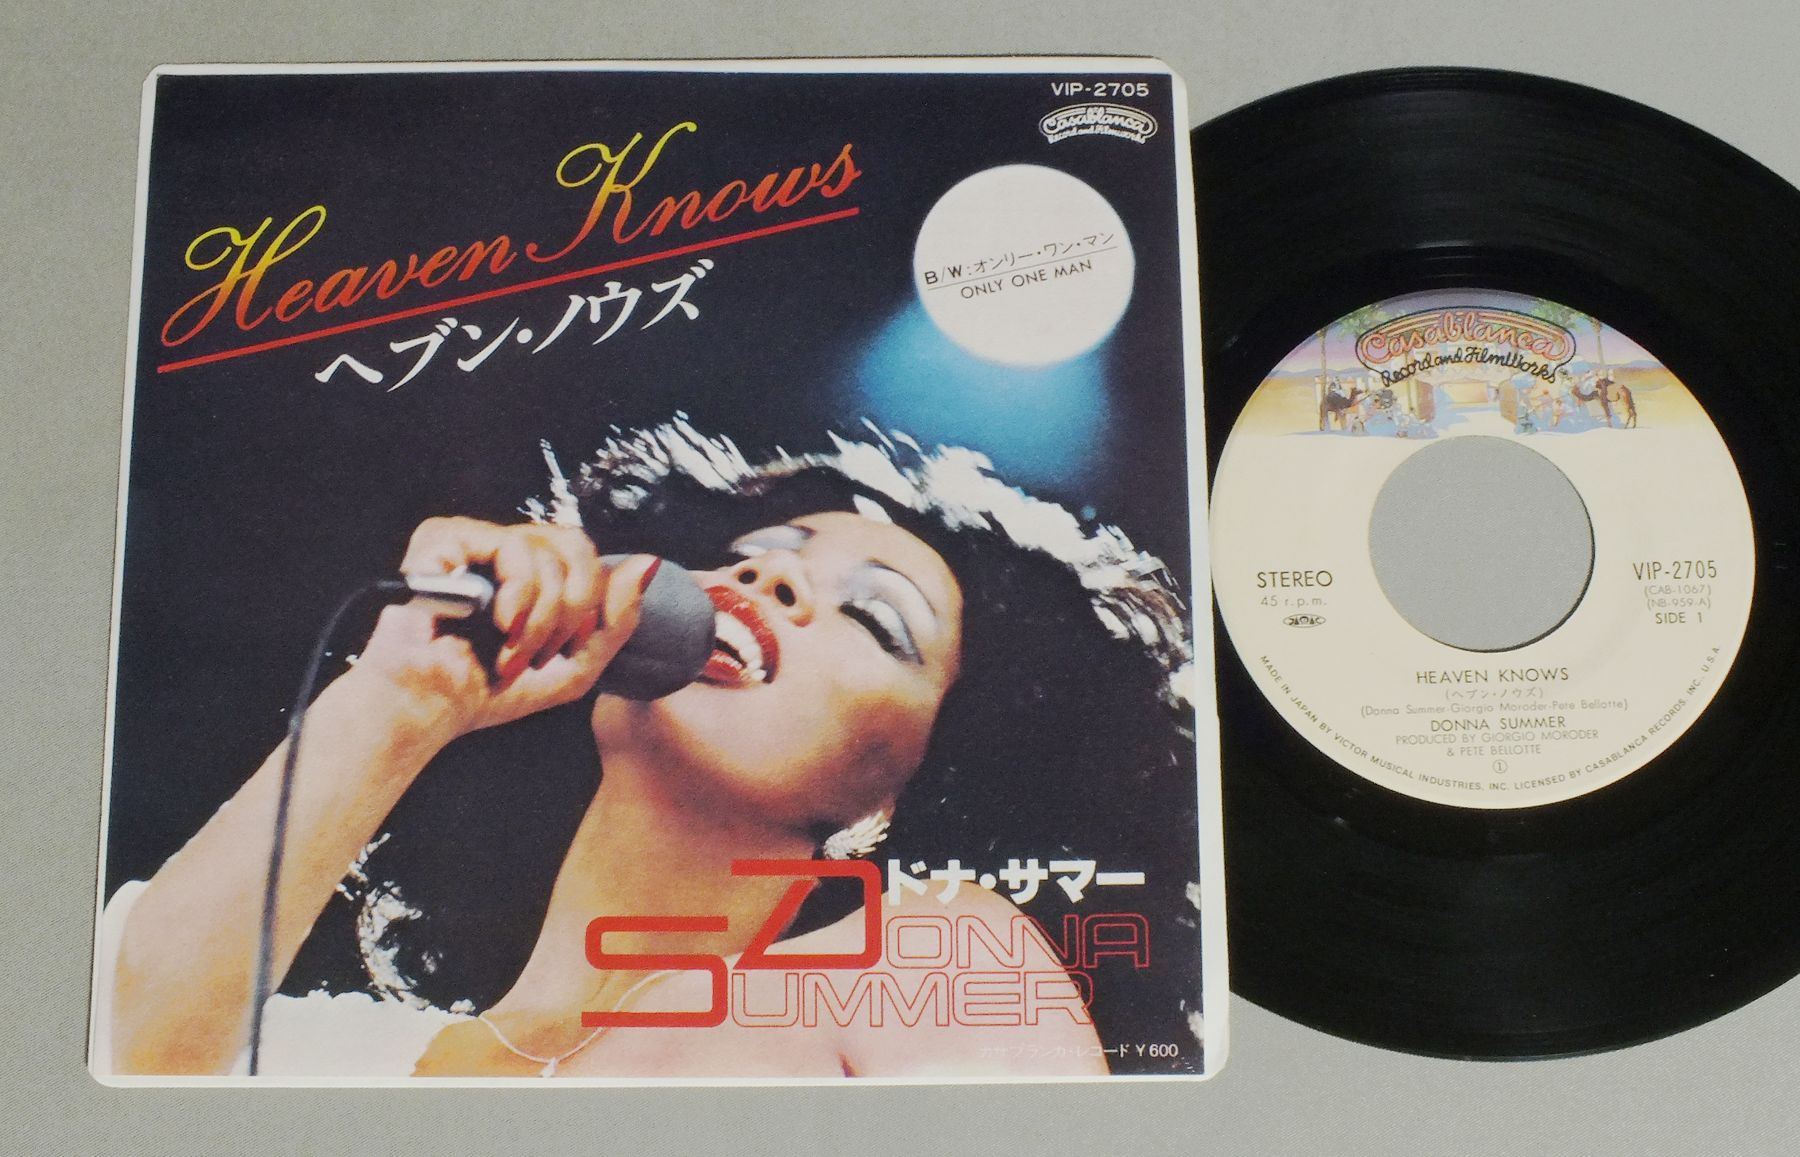 VIP-2705
Casablanca
Record and Filmworks
Heaven Knows
ヘブン・ノウズ
B/W:オンリー・ワン・マン
ONLY ONE MAN
ドナ・サマー
DONNA
SUMMER
カサブランカ・レコード ¥600
Casablanca
Record and FilmWorks
STEREO
45 r.p.m.
VIP-2705
(CAB-1067)
(NB-959-A)
SIDE 1
HEAVEN KNOWS
(ヘブン・ノウズ)
(Donna Summer-Giorgio Moroder-Pete Bellotte)
DONNA SUMMER
PRODUCED BY GIORGIO MORODER
& PETE BELLOTTE
①
MADE IN JAPAN BY VICTOR MUSICAL INDUSTRIES, INC. LICENSED BY CASABLANCA RECORDS, INC., U.S.A.